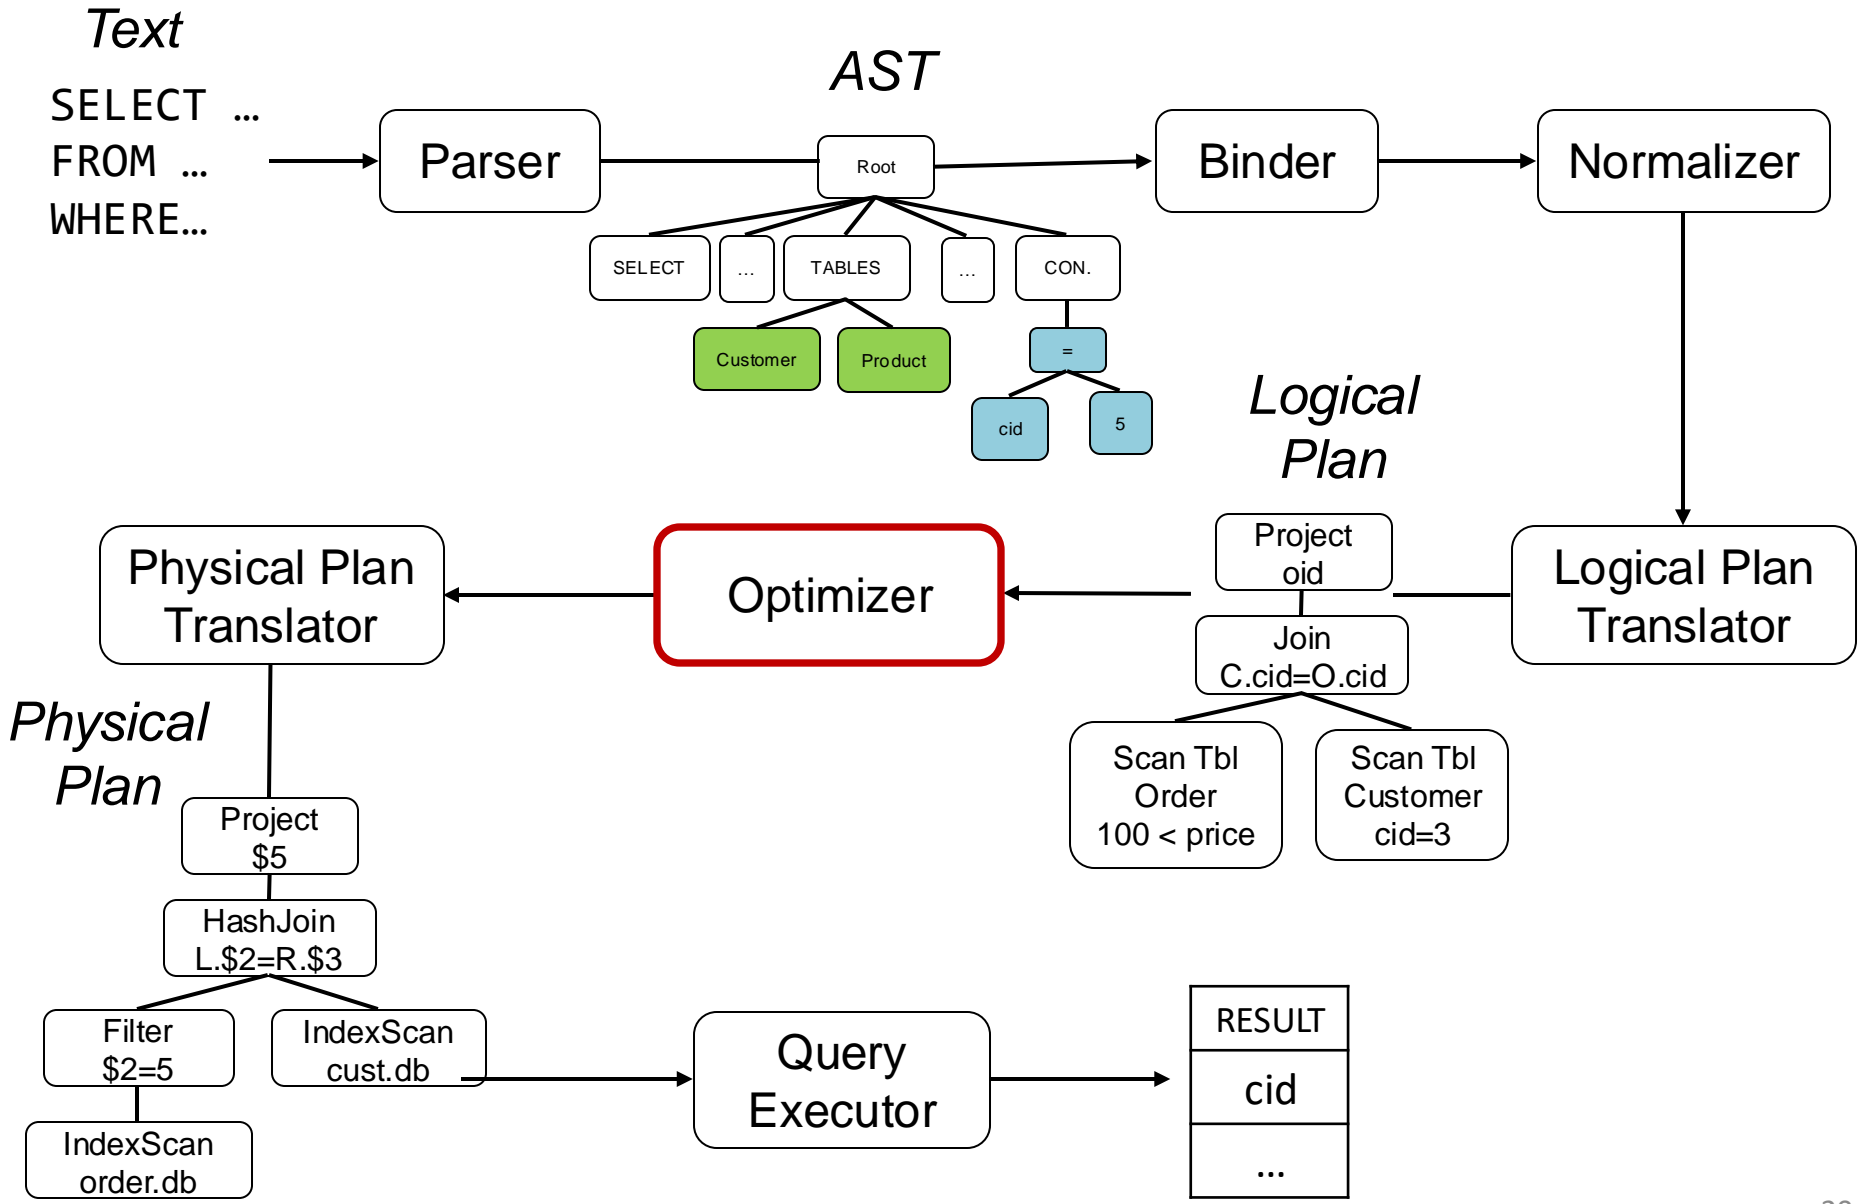 Text
SELECT …
FROM …
WHERE…
AST
Parser
Root
Binder
Normalizer
SELECT
…
TABLES
…
CON.
Customer
Product
=
cid
5
Logical
Plan
Physical Plan
Translator
Optimizer
Project
oid
Join
C.cid=O.cid
Scan Tbl
Order
100 < price
Scan Tbl
Customer
cid=3
Logical Plan
Translator
Physical
Plan
Project
$5
HashJoin
L.$2=R.$3
Filter
$2=5
IndexScan
cust.db
IndexScan
order.db
Query
Executor
RESULT
cid
…